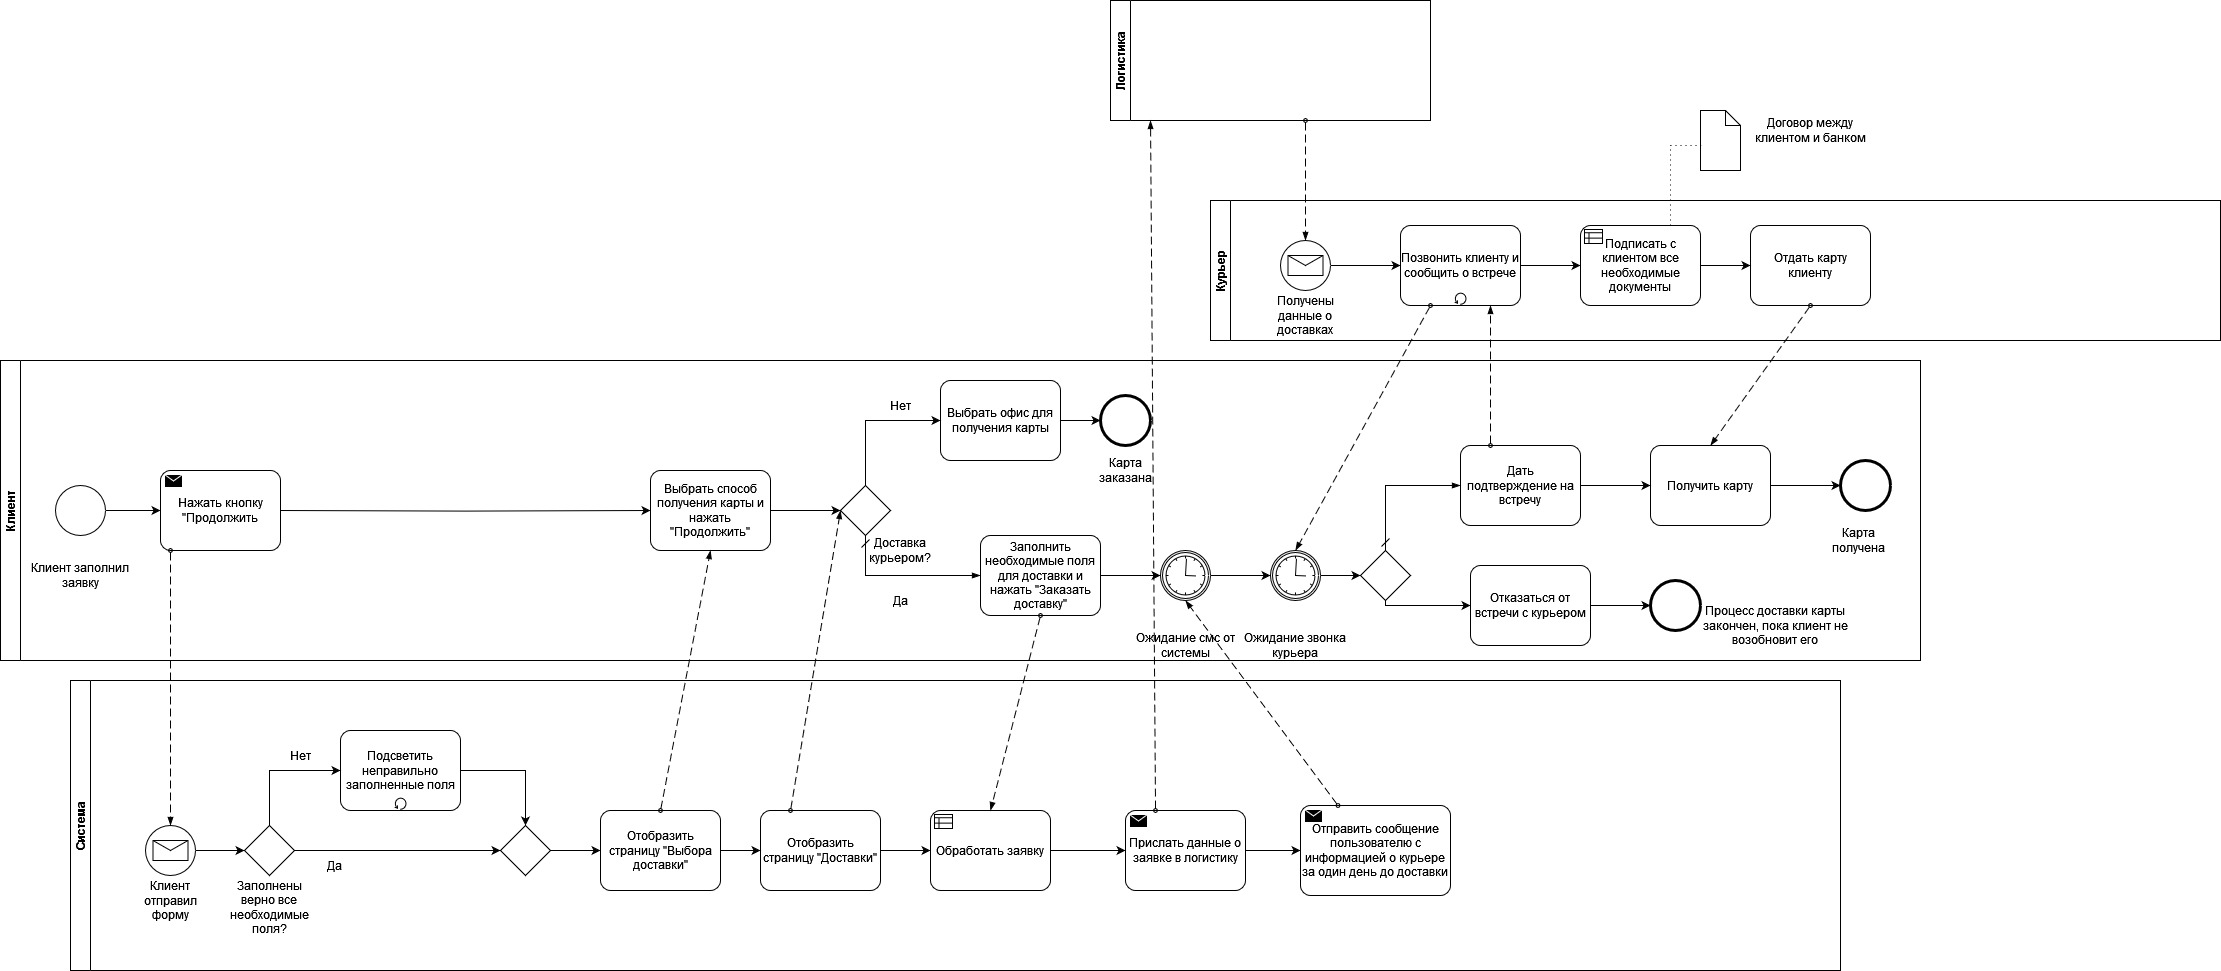 Логистика
Договор между
клиентом и банком
Курьер
Получены
данные о
доставках
Позвонить клиенту и
сообщить о встрече
Подписать с
клиентом все
необходимые
документы
Отдать карту
клиенту
Клиент
Клиент заполнил
заявку
Нажать кнопку
"Продолжить
Выбрать способ
получения карты и
нажать
"Продолжить"
Нет
Доставка
курьером?
Да
Выбрать офис для
получения карты
Карта
заказана
Заполнить
необходимые поля
для доставки и
нажать "Заказать
доставку"
Ожидание смс от
системы
Ожидание звонка
курьера
Дать
подтверждение на
встречу
Получить карту
Карта
получена
Отказаться от
встречи с курьером
Процесс доставки карты
закончен, пока клиент не
возобновит его
Система
Клиент
отправил
форму
Заполнены
верно все
необходимые
поля?
Нет
Да
Подсветить
неправильно
заполненные поля
Отобразить
страницу "Выбора
доставки"
Отобразить
страницу "Доставки"
Обработать заявку
Прислать данные о
заявке в логистику
Отправить сообщение
пользователю с
информацией о курьере
за один день до доставки